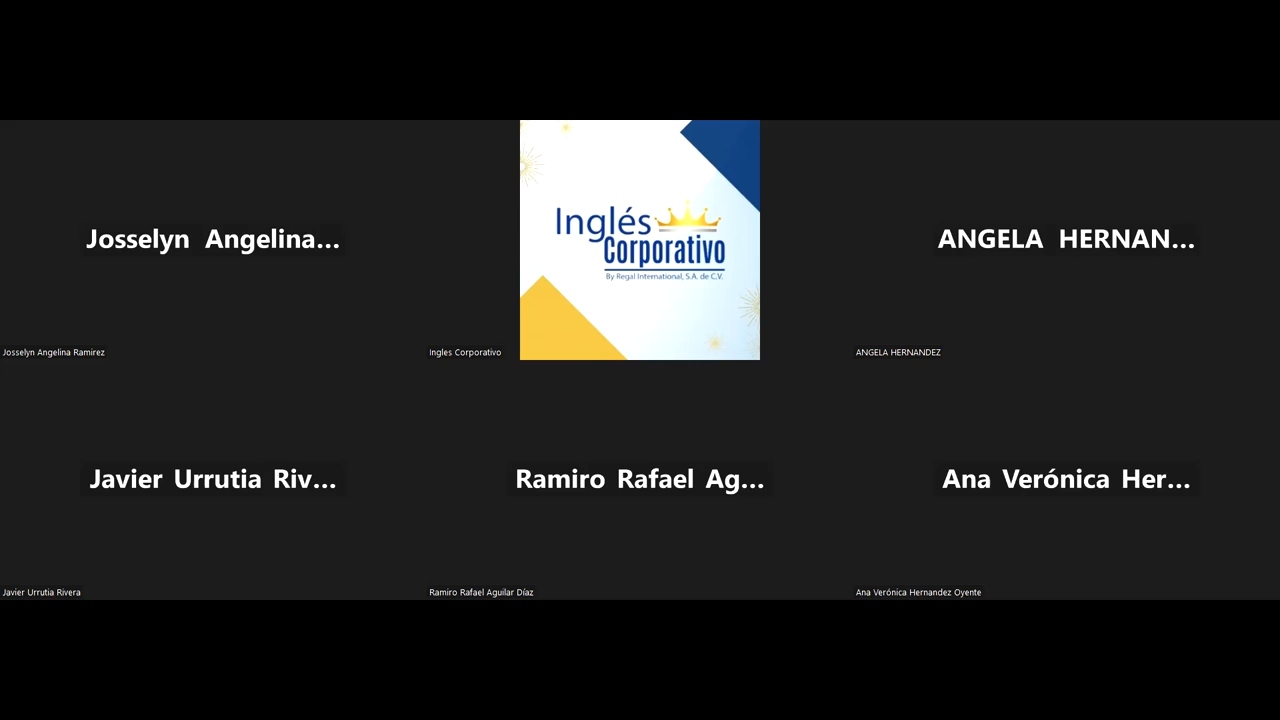 Josselyn Angelina...
Inglés
Corporativo
By Regal International, S.A. de C.V.
ANGELA HERNAN...
Josselyn Angelina Ramirez
Ingles Corporativo
ANGELA HERNANDEZ
Javier Urrutia Riv...
Ramiro Rafael Ag...
Ana Verónica Her...
Javier Urrutia Rivera
Ramiro Rafael Aguilar Díaz
Ana Verónica Hernandez Oyente